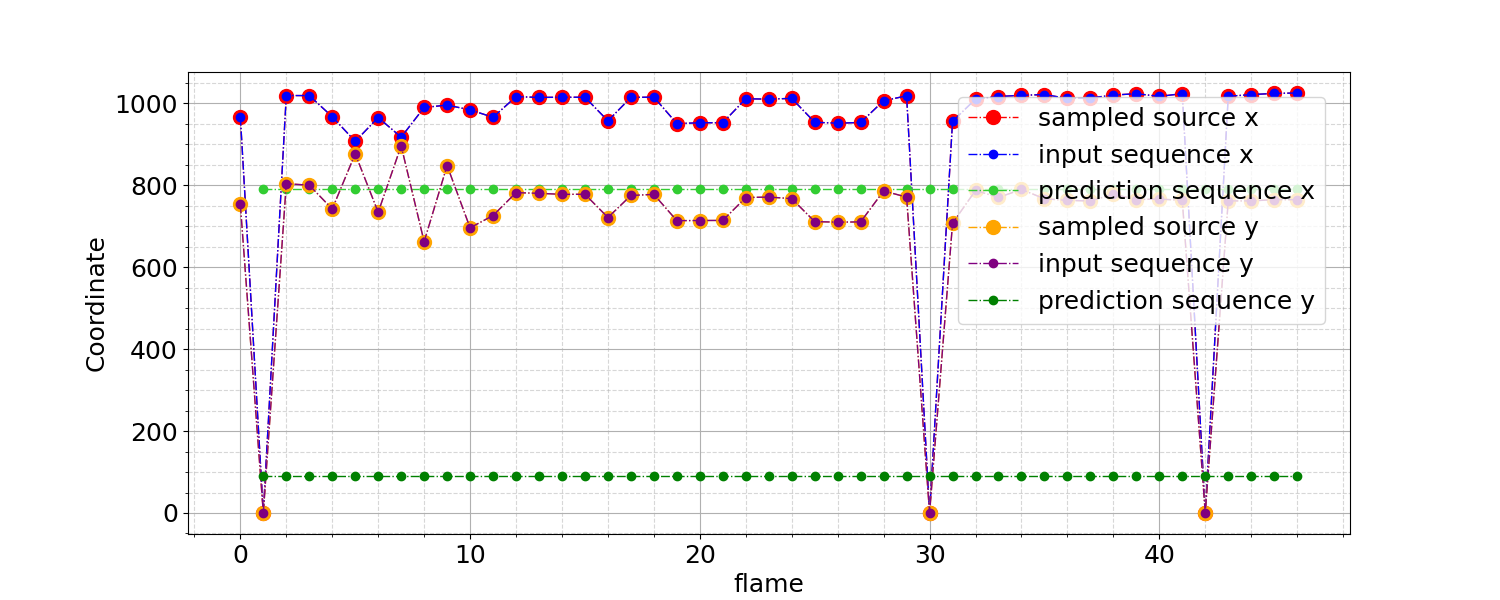 1000
800
600
400
200
0
Coordinate
sampled source x
input sequence x
prediction sequence x
sampled source y
input sequence y
prediction sequence y
0 10 20 30 40
flame